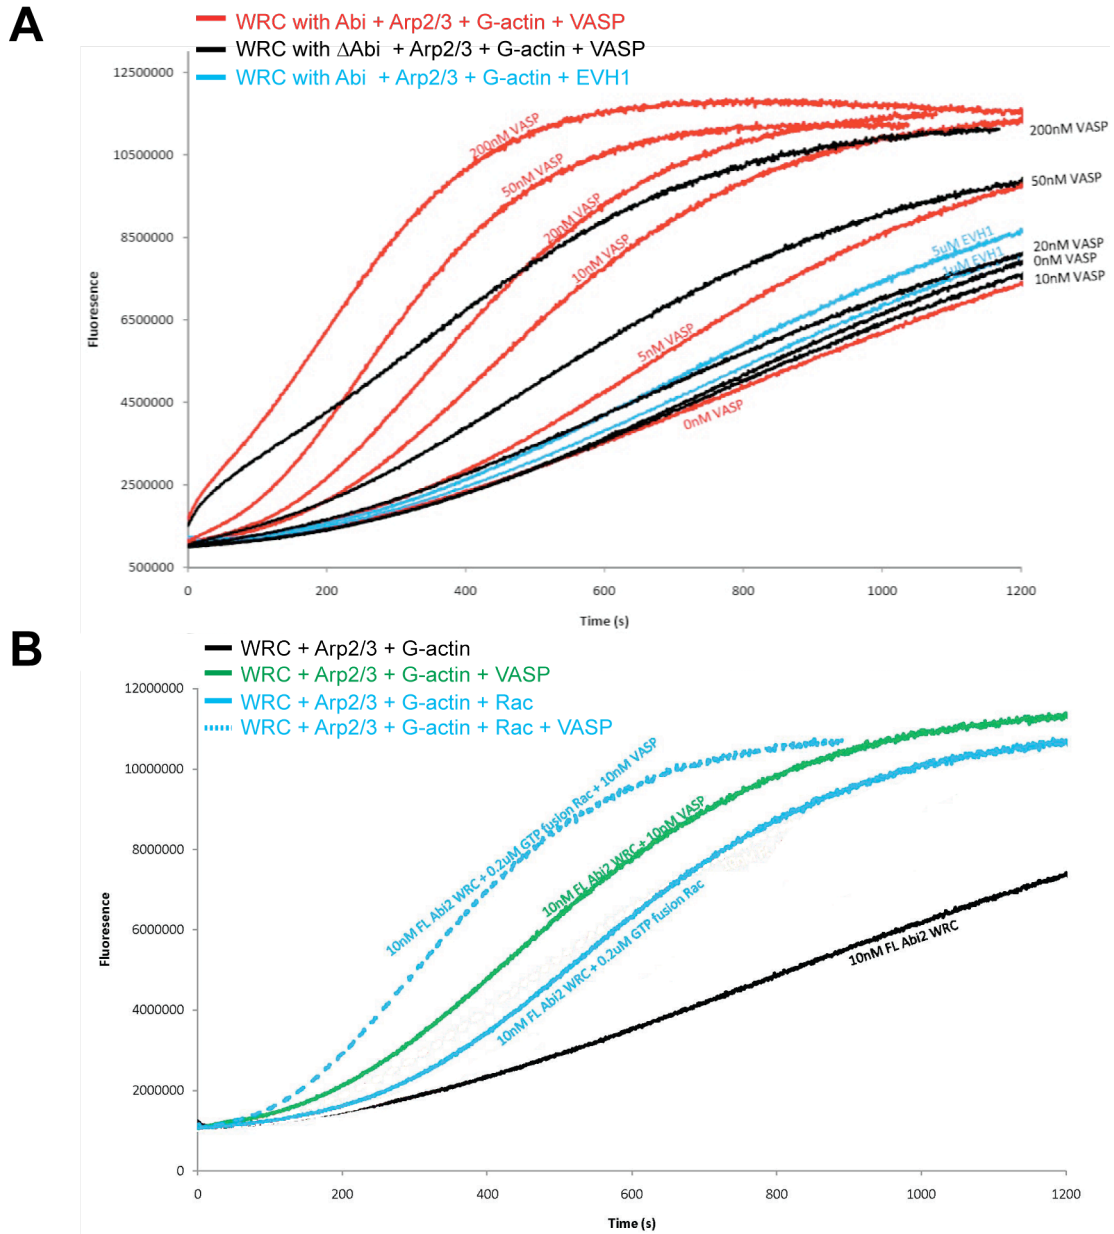 A
WRC with Abi + Arp2/3 + G-actin + VASP
WRC with ΔAbi + Arp2/3 + G-actin + VASP
WRC with Abi + Arp2/3 + G-actin + EVH1
12500000
10500000
8500000
6500000
4500000
2500000
500000
Fluoresence
200nM VASP
50nM VASP
20nM VASP
10nM VASP
5nM VASP
0nM VASP
5uM EVH1
1uM EVH1
200nM VASP
50nM VASP
20nM VASP
0nM VASP
10nM VASP
0 200 400 600 800 1000 1200
Time (s)
B
WRC + Arp2/3 + G-actin
WRC + Arp2/3 + G-actin + VASP
WRC + Arp2/3 + G-actin + Rac
WRC + Arp2/3 + G-actin + Rac + VASP
12000000
10000000
8000000
6000000
4000000
2000000
0
Fluoresence
10nM FL Abi2 WRC + 0.2uM GTP fusion Rac + 10nM VASP
10nM FL Abi2 WRC + 10nM VASP
10nM FL Abi2 WRC + 0.2uM GTP fusion Rac
10nM FL Abi2 WRC
0 200 400 600 800 1000 1200
Time (s)